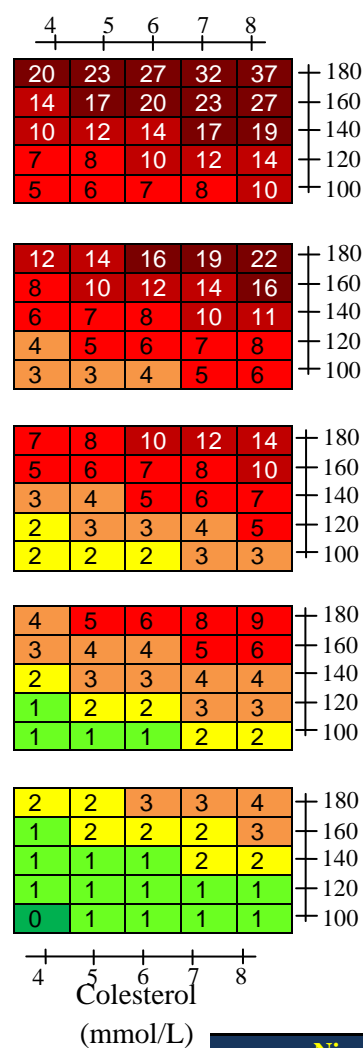 4 5 6 7 8
20 23 27 32 37 180
14 17 20 23 27 160
10 12 14 17 19 140
7 8 10 12 14 120
5 6 7 8 10 100
12 14 16 19 22 180
8 10 12 14 16 160
6 7 8 10 11 140
4 5 6 7 8 120
3 3 4 5 6 100
7 8 10 12 14 180
5 6 7 8 10 160
3 4 5 6 7 140
2 3 3 4 5 120
2 2 2 3 3 100
4 5 6 8 9 180
3 4 4 5 6 160
2 3 3 4 4 140
1 2 2 3 3 120
1 1 1 2 2 100
2 2 3 3 4 180
1 2 2 2 3 160
1 1 1 2 2 140
1 1 1 1 1 120
0 1 1 1 1 100
4 5 6 7 8
Colesterol
(mmol/L)